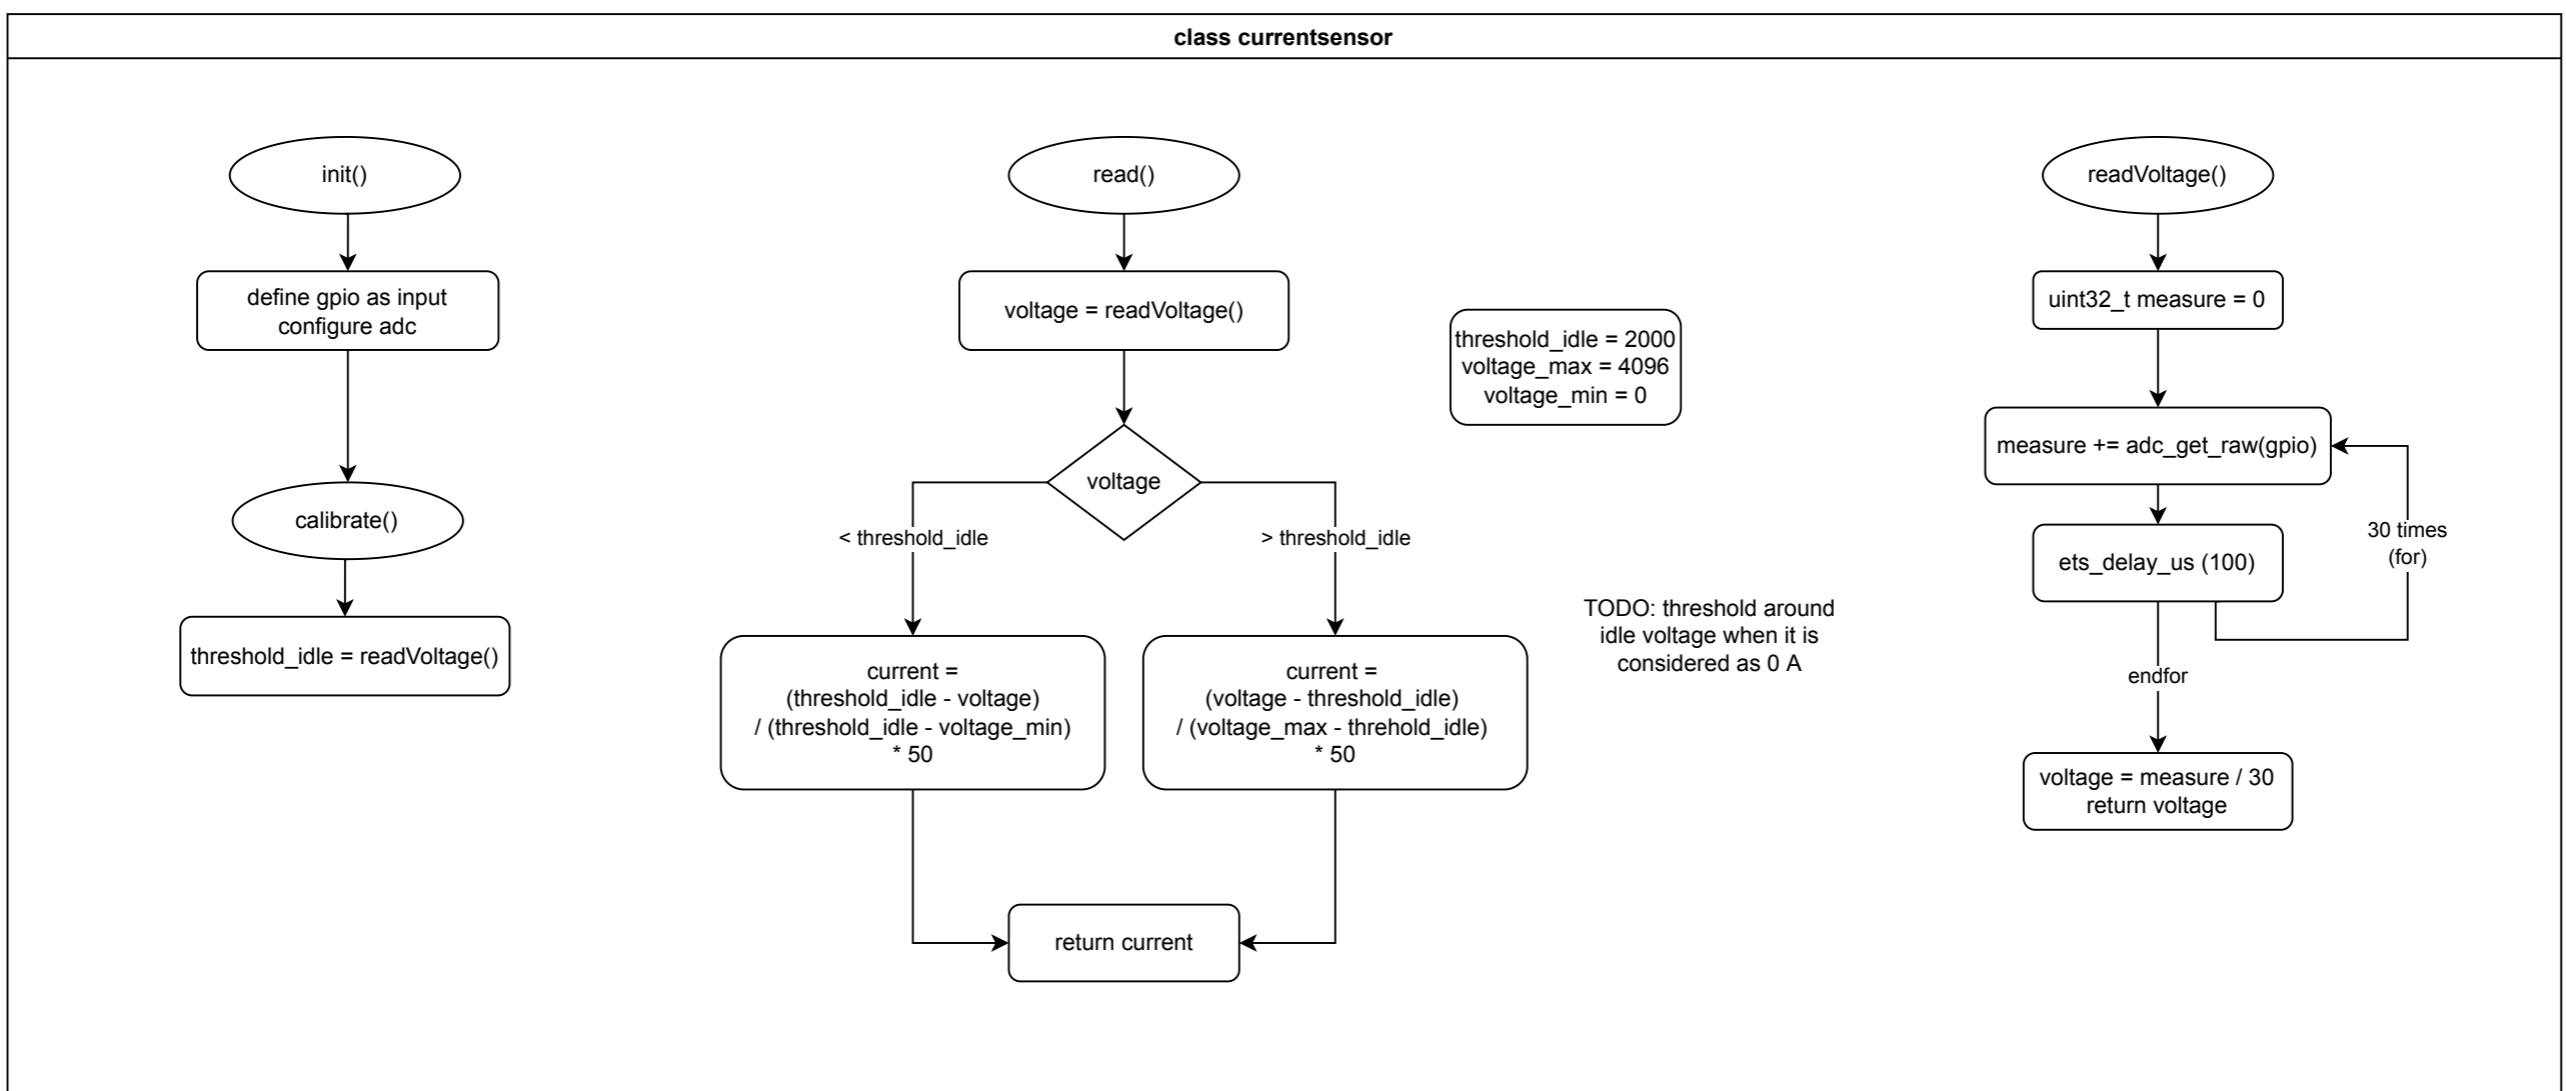 class currentsensor
init()
define gpio as input
configure adc
calibrate()
threshold_idle = readVoltage()
read()
voltage = readVoltage()
voltage
< threshold_idle
> threshold_idle
current =
(threshold_idle - voltage)
/ (threshold_idle - voltage_min)
* 50
current =
(voltage - threshold_idle)
/ (voltage_max - threhold_idle)
* 50
return current
threshold_idle = 2000
voltage_max = 4096
voltage_min = 0
TODO: threshold around
idle voltage when it is
considered as 0 A
readVoltage()
uint32_t measure = 0
measure += adc_get_raw(gpio)
ets_delay_us (100)
30 times
(for)
endfor
voltage = measure / 30
return voltage